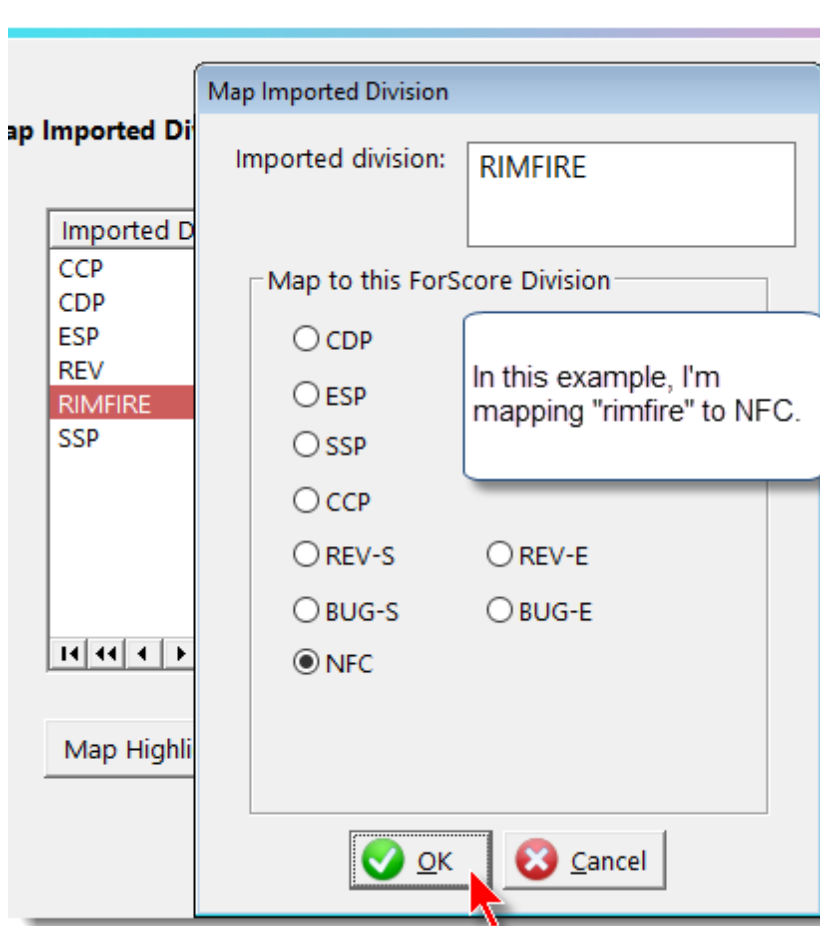 Map Imported Division
ap Imported Di
Imported division:
RIMFIRE
Imported D
CCP
CDP
ESP
REV
RIMFIRE
SSP
Map to this ForScore Division
CDP
ESP
SSP
CCP
REV-S
REV-E
BUG-S
BUG-E
NFC
In this example, I'm
mapping "rimfire" to NFC.
Map Highli
OK
Cancel